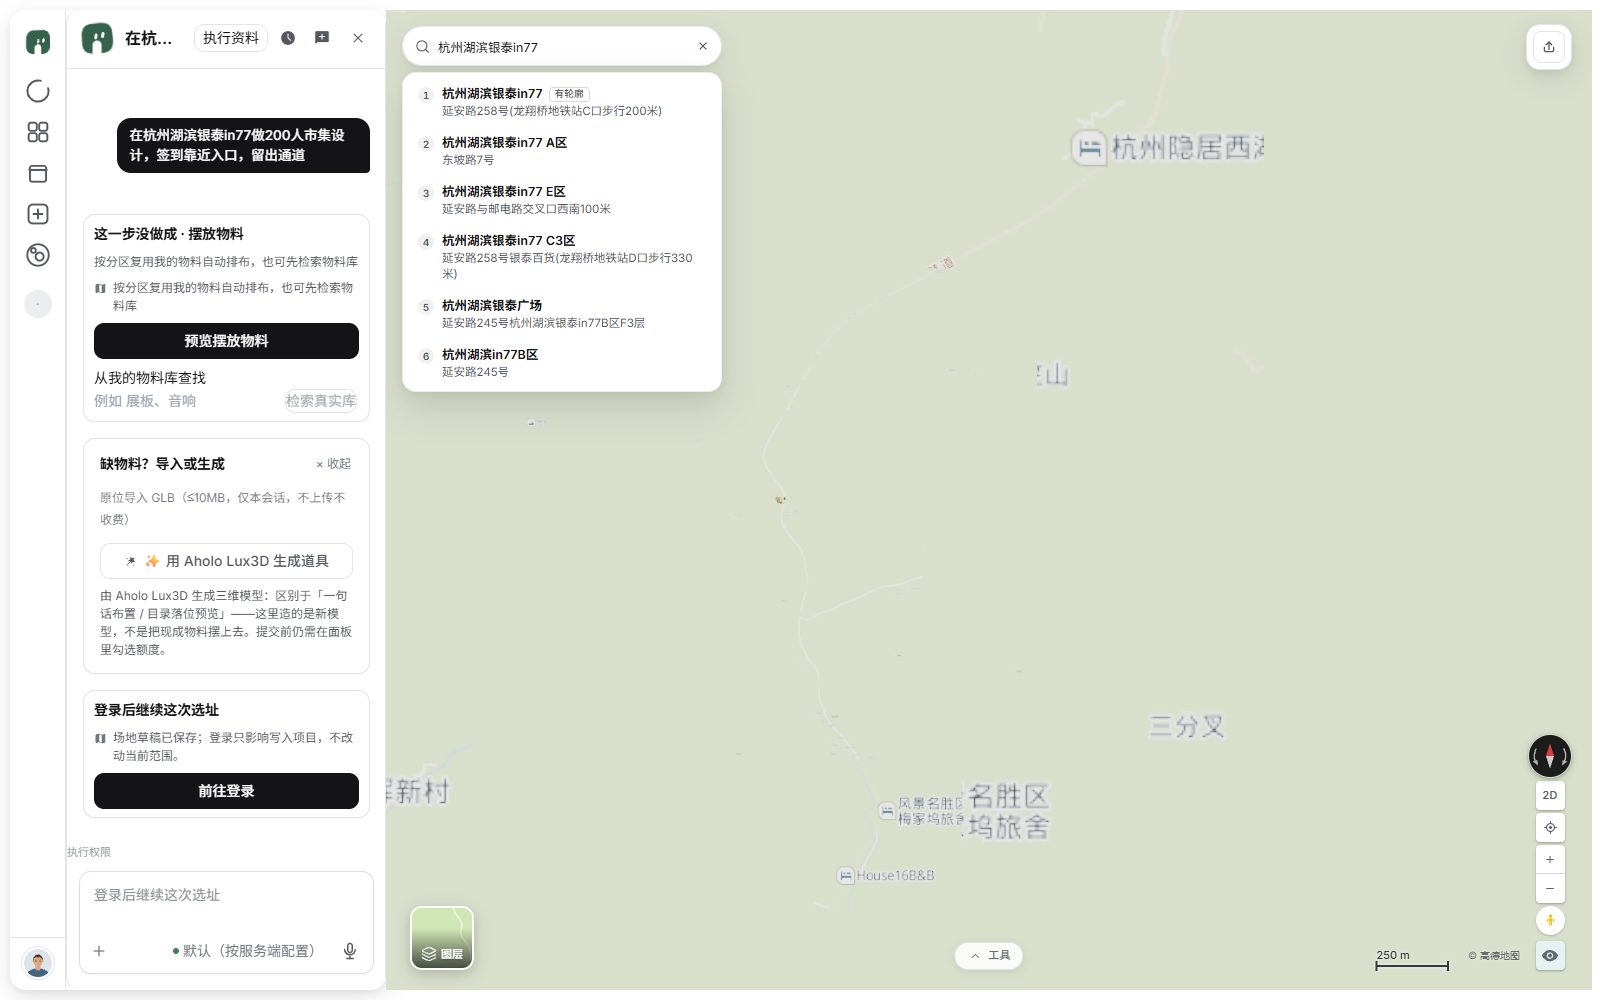 在杭...
执行资料
在杭州湖滨银泰in77做200人市集设
计，签到靠近入口，留出通道
这一步没做成 · 摆放物料
按分区复用我的物料自动排布，也可先检索物料库
按分区复用我的物料自动排布，也可先检索物
料库
预览摆放物料
从我的物料库查找
例如 展板、音响
检索真实库
缺物料？导入或生成
× 收起
原位导入 GLB（≤10MB，仅本会话，不上传不
收费）
✨ 用 Aholo Lux3D 生成道具
由 Aholo Lux3D 生成三维模型：区别于「一句
话布置 / 目录落位预览」——这里造的是新模
型，不是把现成物料摆上去。提交前仍需在面板
里勾选额度。
登录后继续这次选址
场地草稿已保存；登录只影响写入项目，不改
动当前范围。
前往登录
执行权限
登录后继续这次选址
默认（按服务端配置）
杭州湖滨银泰in77
1
杭州湖滨银泰in77 有轮廓
延安路258号(龙翔桥地铁站C口步行200米)
2
杭州湖滨银泰in77 A区
东坡路7号
3
杭州湖滨银泰in77 E区
延安路与邮电路交叉口西南100米
4
杭州湖滨银泰in77 C3区
延安路258号银泰百货(龙翔桥地铁站D口步行330
米)
5
杭州湖滨银泰广场
延安路245号杭州湖滨银泰in77B区F3层
6
杭州湖滨in77B区
延安路245号
杭州隐居西湖
山
三分叉
新村
风景名胜区
梅家坞旅舍
名胜区
坞旅舍
House16B&B
图层
工具
2D
250 m
© 高德地图